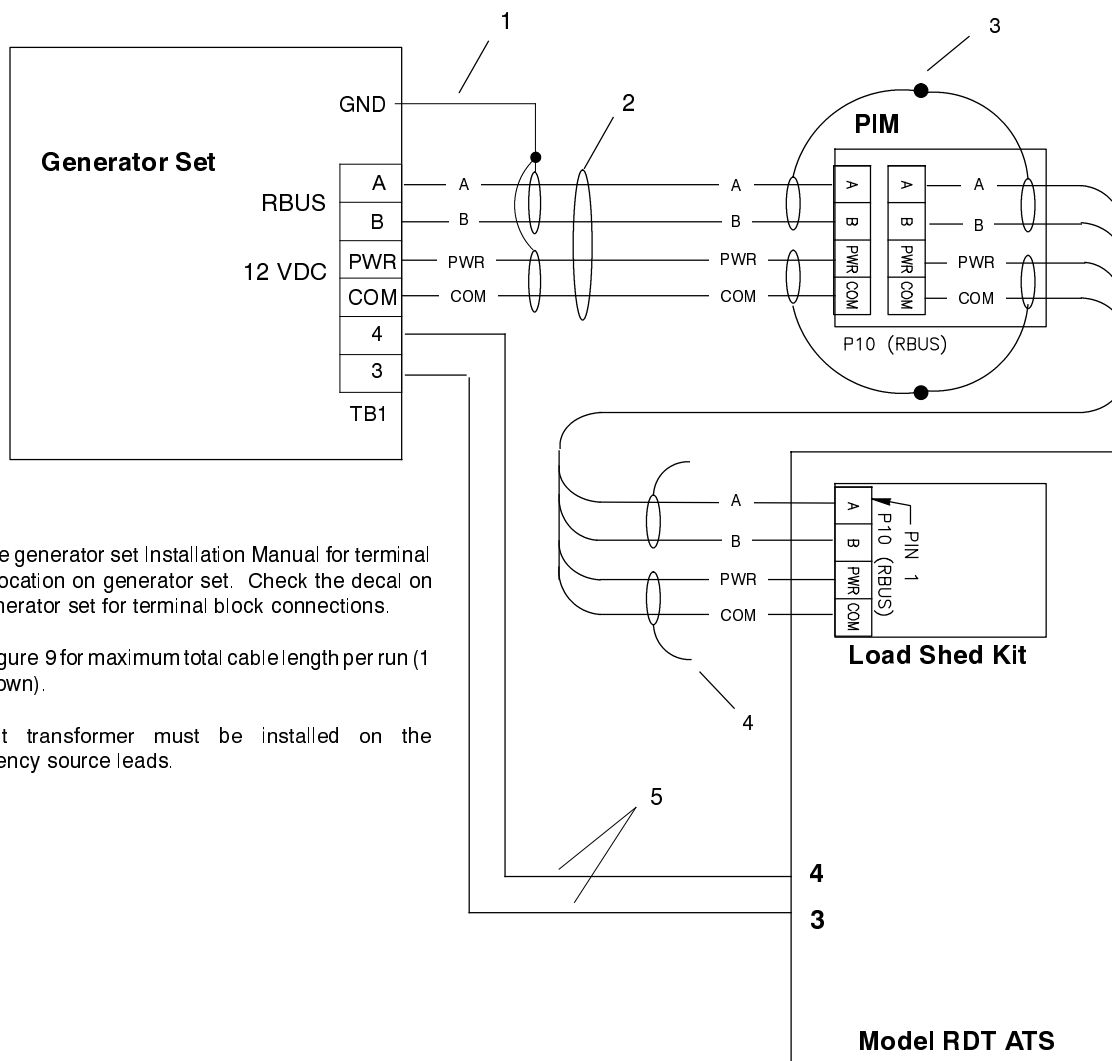 1
3
GND
2
PIM
Generator Set
A A A A A A
RBUS
B B B B B B
12 VDC
PWR PWR PWR PWR PWR PWR
COM COM COM COM COM COM
4
P10 (RBUS)
3
TB1
A A
PIN 1
P10 (RBUS)
B B
PWR PWR
COM COM
Load Shed Kit
4
e generator set Installation Manual for terminal
ocation on generator set. Check the decal on
nerator set for terminal block connections.
gure 9 for maximum total cable length per run (1
own).
t transformer must be installed on the
ency source leads.
5
4
3
Model RDT ATS